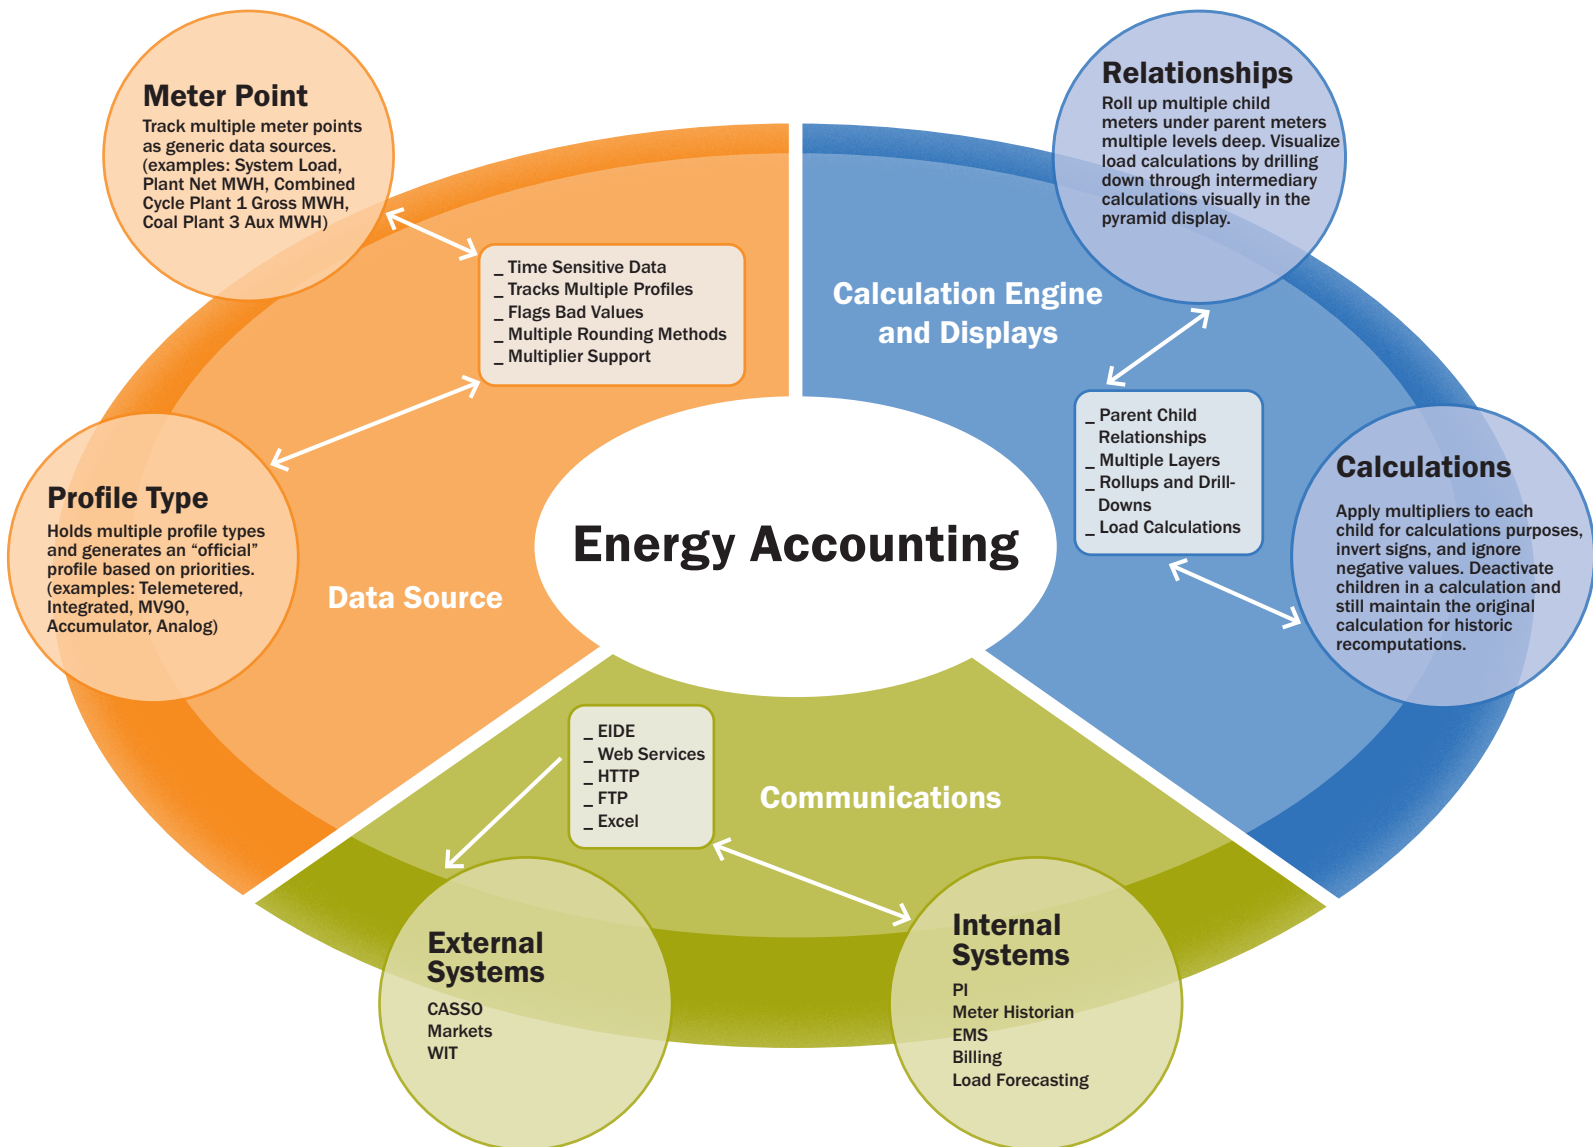 Meter Point
Track multiple meter points
as generic data sources.
(examples: System Load,
Plant Net MWH, Combined
Cycle Plant 1 Gross MWH,
Coal Plant 3 Aux MWH)
_ Time Sensitive Data
_ Tracks Multiple Profiles
_ Flags Bad Values
_ Multiple Rounding Methods
_ Multiplier Support
Profile Type
Holds multiple profile types
and generates an “official”
profile based on priorities.
(examples: Telemetered,
Integrated, MV90,
Accumulator, Analog)
Data Source
Energy Accounting
Calculation Engine
and Displays
Relationships
Roll up multiple child
meters under parent meters
multiple levels deep. Visualize
load calculations by drilling
down through intermediary
calculations visually in the
pyramid display.
_ Parent Child
Relationships
_ Multiple Layers
_ Rollups and Drill-
Downs
_ Load Calculations
Calculations
Apply multipliers to each
child for calculations purposes,
invert signs, and ignore
negative values. Deactivate
children in a calculation and
still maintain the original
calculation for historic
recomputations.
_ EIDE
_ Web Services
_ HTTP
_ FTP
_ Excel
Communications
External
Systems
CASSO
Markets
WIT
Internal
Systems
PI
Meter Historian
EMS
Billing
Load Forecasting